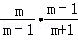 m/(m − 1) • (m − 1)/(m+1)